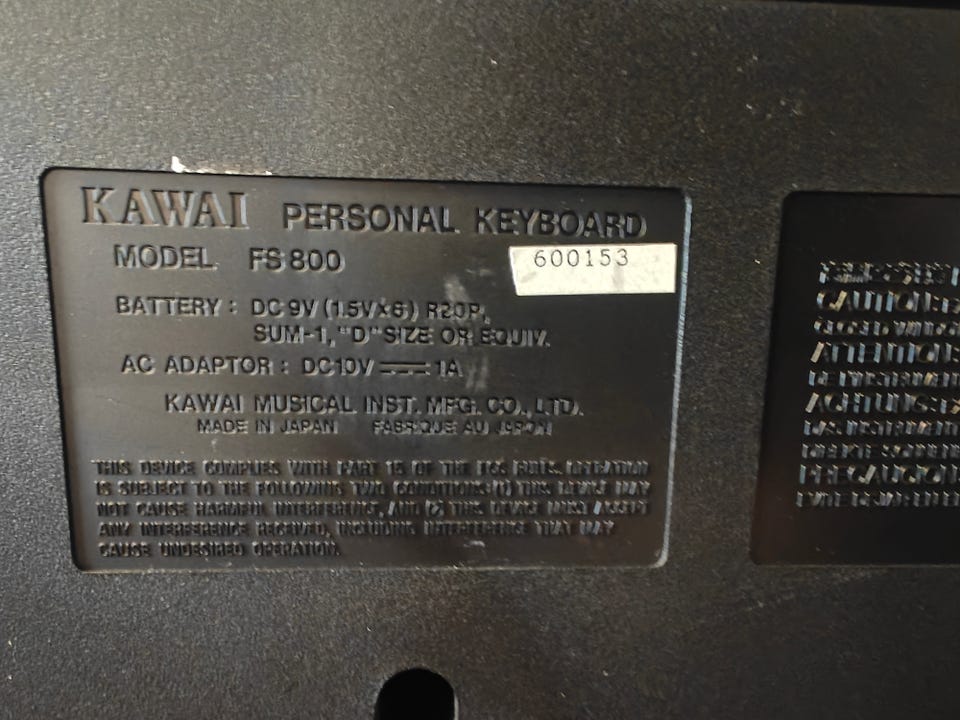 KAWAI PERSONAL KEYBOARD
MODEL FS800
600153
BATTERY : DC 9V (1.5V×6) R20P,
SUM-1, "D" SIZE OR EQUIV.
AC ADAPTOR : DC10V ⎓ 1A
KAWAI MUSICAL INST. MFG. CO., LTD.
MADE IN JAPAN FABRIQUE AU JAPON
THIS DEVICE COMPLIES WITH PART 15 OF THE FCC RULES. OPERATION
IS SUBJECT TO THE FOLLOWING TWO CONDITIONS: (1) THIS DEVICE MAY
NOT CAUSE HARMFUL INTERFERENCE, AND (2) THIS DEVICE MUST ACCEPT
ANY INTERFERENCE RECEIVED, INCLUDING INTERFERENCE THAT MAY
CAUSE UNDESIRED OPERATION.
CAUTION:
ATTENTION:
ACHTUNG:
PRECAUCION: